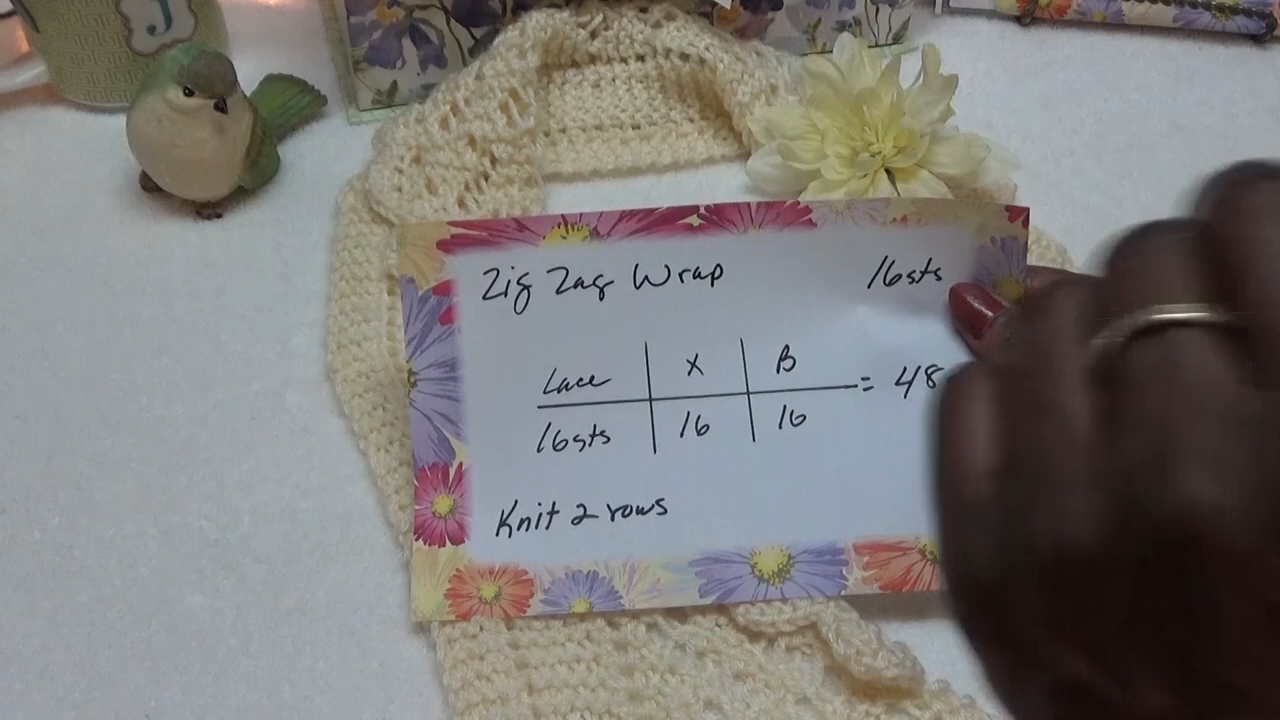 J
Zig Zag Wrap 16sts
Lace X B
= 48
16sts 16 16
Knit 2 rows